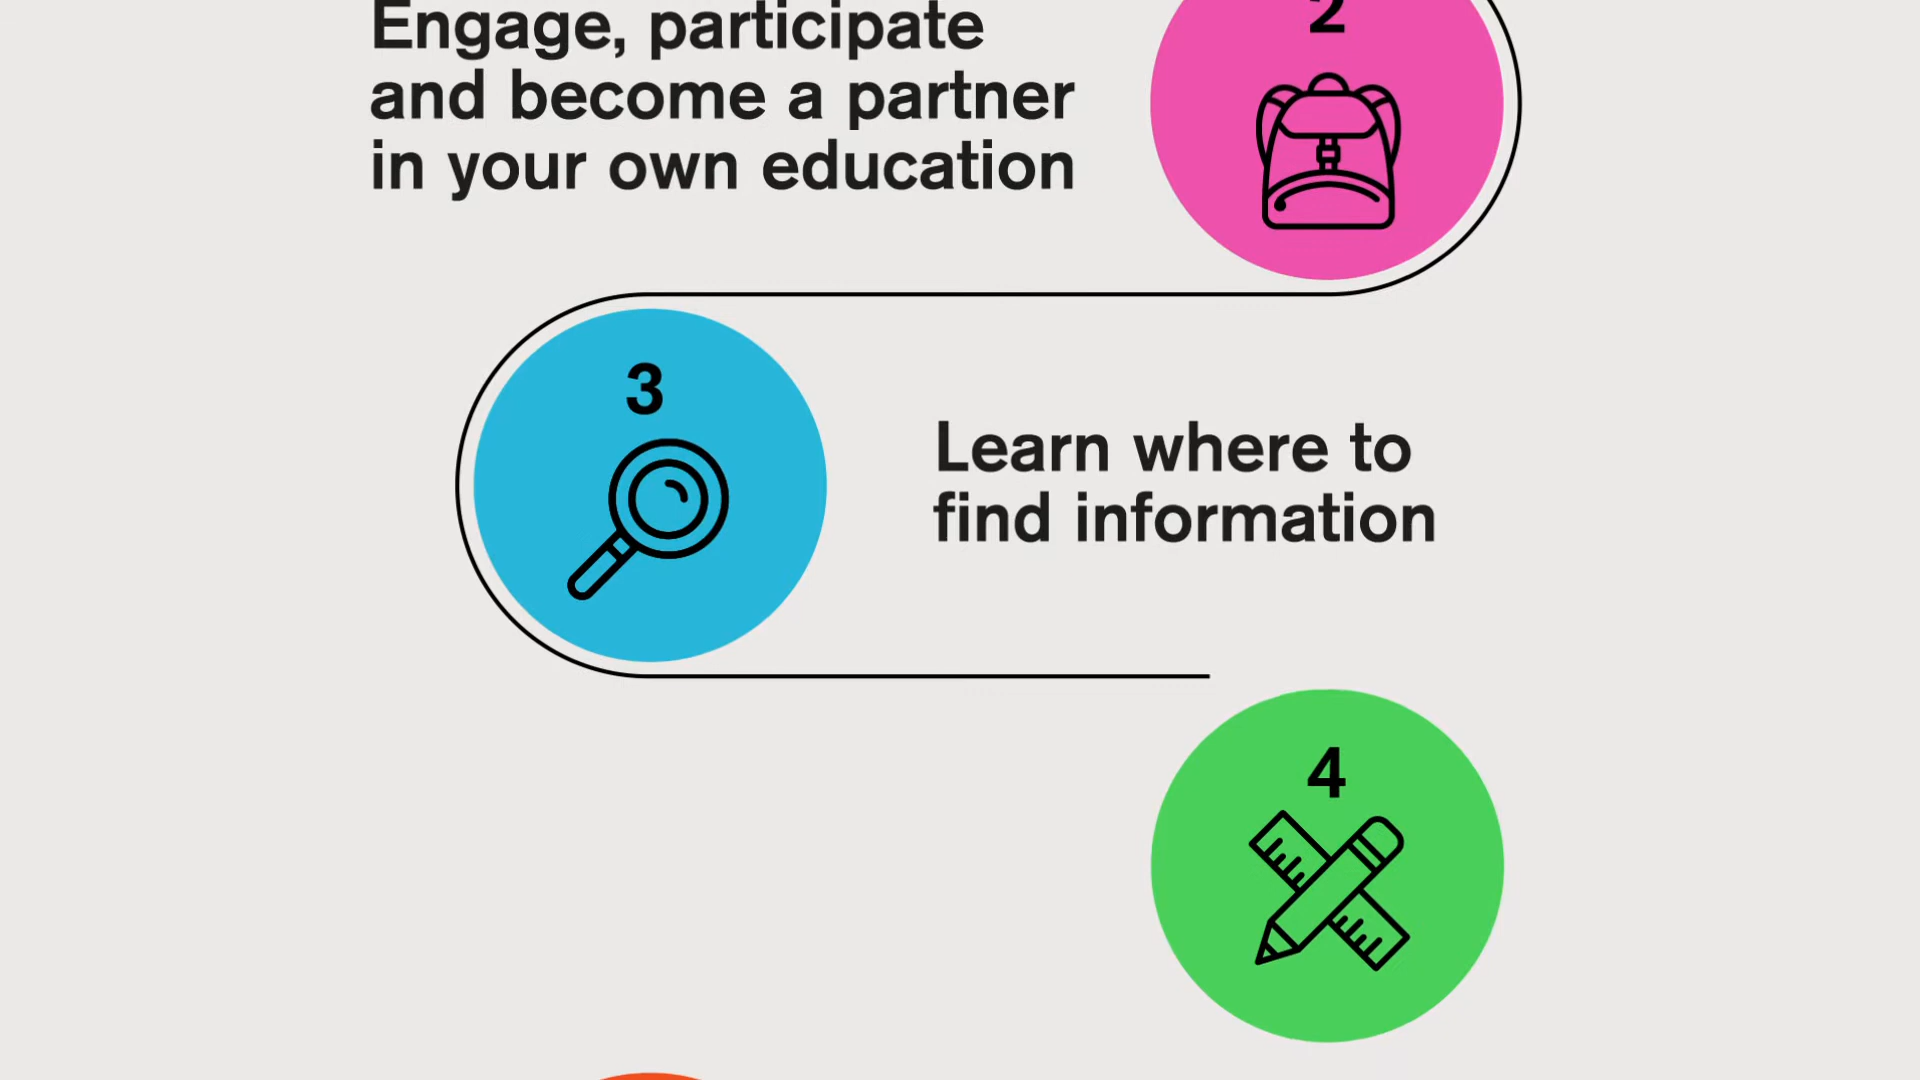 2
Engage, participate
and become a partner
in your own education
3
Learn where to
find information
4